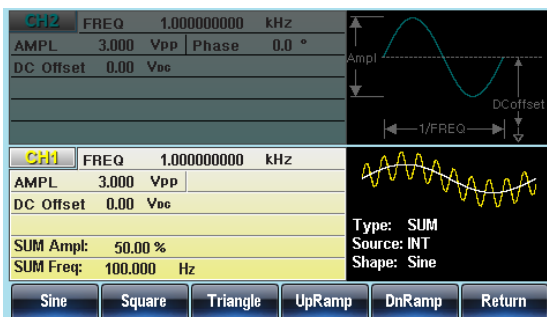 CH2 FREQ 1.000000000 kHz
AMPL 3.000 Vpp Phase 0.0 °
DC Offset 0.00 VDC
Ampl
DCoffset
1/FREQ
CH1 FREQ 1.000000000 kHz
AMPL 3.000 Vpp
DC Offset 0.00 VDC
SUM Ampl: 50.00 %
SUM Freq: 100.000 Hz
Type: SUM
Source: INT
Shape: Sine
Sine Square Triangle UpRamp DnRamp Return